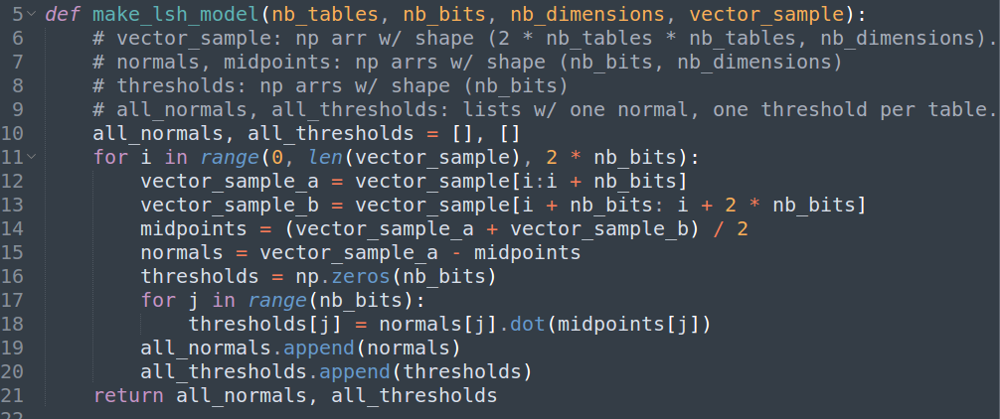 5 def make_lsh_model(nb_tables, nb_bits, nb_dimensions, vector_sample):
6 # vector_sample: np arr w/ shape (2 * nb_tables * nb_tables, nb_dimensions).
7 # normals, midpoints: np arrs w/ shape (nb_bits, nb_dimensions)
8 # thresholds: np arrs w/ shape (nb_bits)
9 # all_normals, all_thresholds: lists w/ one normal, one threshold per table.
10 all_normals, all_thresholds = [], []
11 for i in range(0, len(vector_sample), 2 * nb_bits):
12 vector_sample_a = vector_sample[i:i + nb_bits]
13 vector_sample_b = vector_sample[i + nb_bits: i + 2 * nb_bits]
14 midpoints = (vector_sample_a + vector_sample_b) / 2
15 normals = vector_sample_a - midpoints
16 thresholds = np.zeros(nb_bits)
17 for j in range(nb_bits):
18 thresholds[j] = normals[j].dot(midpoints[j])
19 all_normals.append(normals)
20 all_thresholds.append(thresholds)
21 return all_normals, all_thresholds
22